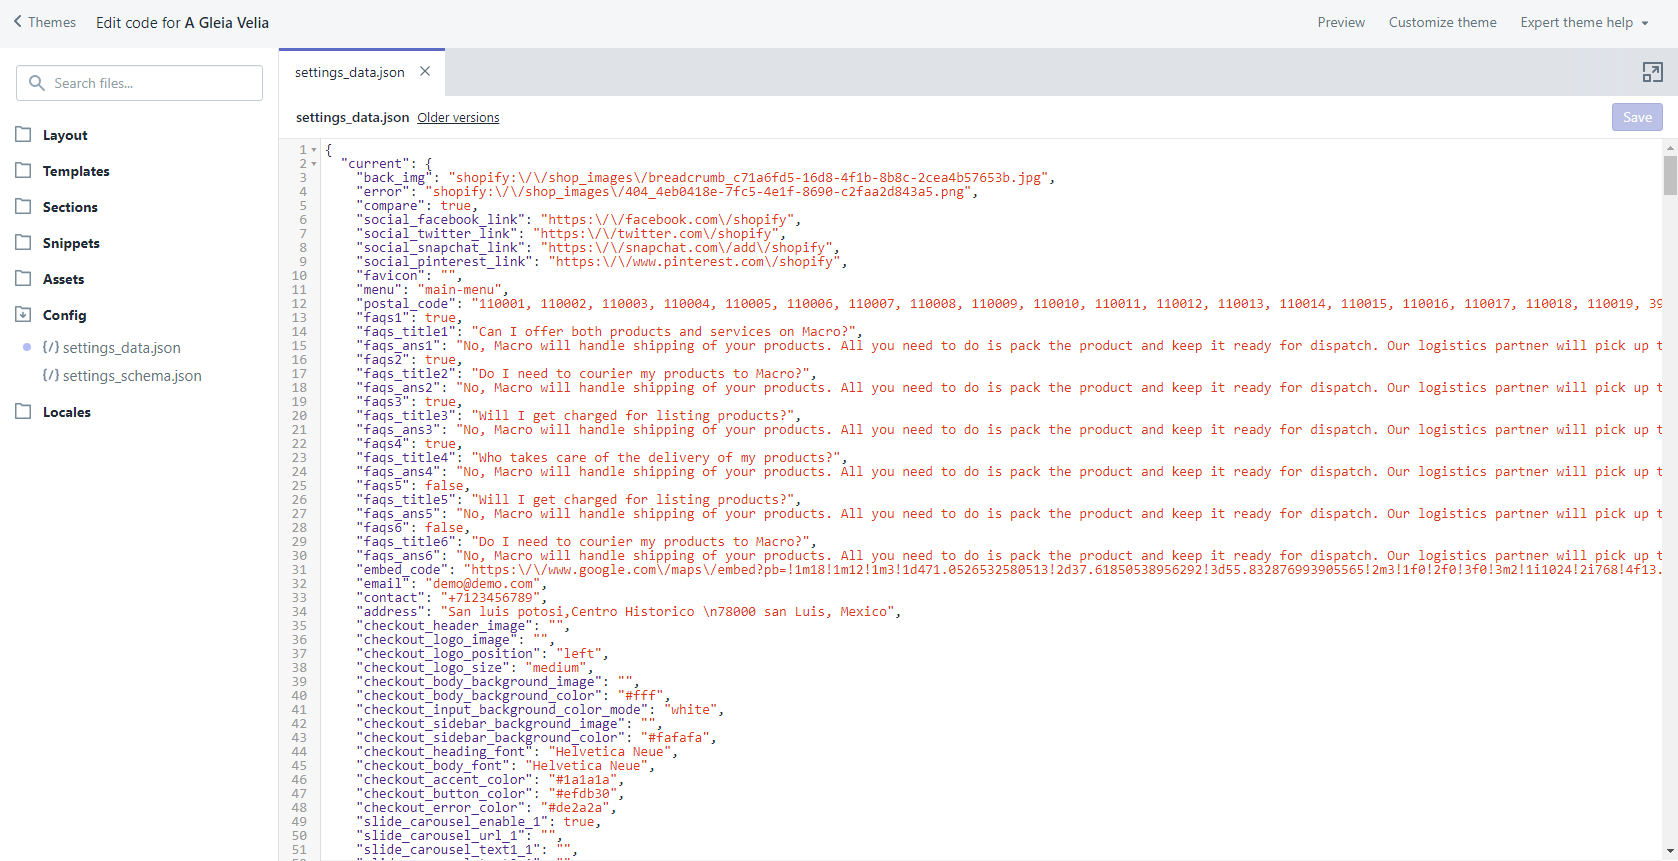 Themes
Edit code for A Gleia Velia
Preview
Customize theme
Expert theme help
Search files...
Layout
Templates
Sections
Snippets
Assets
Config
{/} settings_data.json
{/} settings_schema.json
Locales
settings_data.json
settings_data.json Older versions
Save
1 {
2 "current": {
3 "back_img": "shopify:\/\/shop_images\/breadcrumb_c71a6fd5-16d8-4f1b-8b8c-2cea4b57653b.jpg",
4 "error": "shopify:\/\/shop_images\/404_4eb0418e-7fc5-4e1f-8690-c2faa2d843a5.png",
5 "compare": true,
6 "social_facebook_link": "https:\/\/facebook.com\/shopify",
7 "social_twitter_link": "https:\/\/twitter.com\/shopify",
8 "social_snapchat_link": "https:\/\/snapchat.com\/add\/shopify",
9 "social_pinterest_link": "https:\/\/www.pinterest.com\/shopify",
10 "favicon": "",
11 "menu": "main-menu",
12 "postal_code": "110001, 110002, 110003, 110004, 110005, 110006, 110007, 110008, 110009, 110010, 110011, 110012, 110013, 110014, 110015, 110016, 110017, 110018, 110019, 39
13 "faqs1": true,
14 "faqs_title1": "Can I offer both products and services on Macro?",
15 "faqs_ans1": "No, Macro will handle shipping of your products. All you need to do is pack the product and keep it ready for dispatch. Our logistics partner will pick up t
16 "faqs2": true,
17 "faqs_title2": "Do I need to courier my products to Macro?",
18 "faqs_ans2": "No, Macro will handle shipping of your products. All you need to do is pack the product and keep it ready for dispatch. Our logistics partner will pick up t
19 "faqs3": true,
20 "faqs_title3": "Will I get charged for listing products?",
21 "faqs_ans3": "No, Macro will handle shipping of your products. All you need to do is pack the product and keep it ready for dispatch. Our logistics partner will pick up t
22 "faqs4": true,
23 "faqs_title4": "Who takes care of the delivery of my products?",
24 "faqs_ans4": "No, Macro will handle shipping of your products. All you need to do is pack the product and keep it ready for dispatch. Our logistics partner will pick up t
25 "faqs5": false,
26 "faqs_title5": "Will I get charged for listing products?",
27 "faqs_ans5": "No, Macro will handle shipping of your products. All you need to do is pack the product and keep it ready for dispatch. Our logistics partner will pick up t
28 "faqs6": false,
29 "faqs_title6": "Do I need to courier my products to Macro?",
30 "faqs_ans6": "No, Macro will handle shipping of your products. All you need to do is pack the product and keep it ready for dispatch. Our logistics partner will pick up t
31 "embed_code": "https:\/\/www.google.com\/maps\/embed?pb=!1m18!1m12!1m3!1d471.0526532580513!2d37.61850538956292!3d55.832876993905565!2m3!1f0!2f0!3f0!3m2!1i1024!2i768!4f13.
32 "email": "demo@demo.com",
33 "contact": "+7123456789",
34 "address": "San luis potosi,Centro Historico \n78000 san Luis, Mexico",
35 "checkout_header_image": "",
36 "checkout_logo_image": "",
37 "checkout_logo_position": "left",
38 "checkout_logo_size": "medium",
39 "checkout_body_background_image": "",
40 "checkout_body_background_color": "#fff",
41 "checkout_input_background_color_mode": "white",
42 "checkout_sidebar_background_image": "",
43 "checkout_sidebar_background_color": "#fafafa",
44 "checkout_heading_font": "Helvetica Neue",
45 "checkout_body_font": "Helvetica Neue",
46 "checkout_accent_color": "#1a1a1a",
47 "checkout_button_color": "#efdb30",
48 "checkout_error_color": "#de2a2a",
49 "slide_carousel_enable_1": true,
50 "slide_carousel_url_1": "",
51 "slide_carousel_text1_1": "",